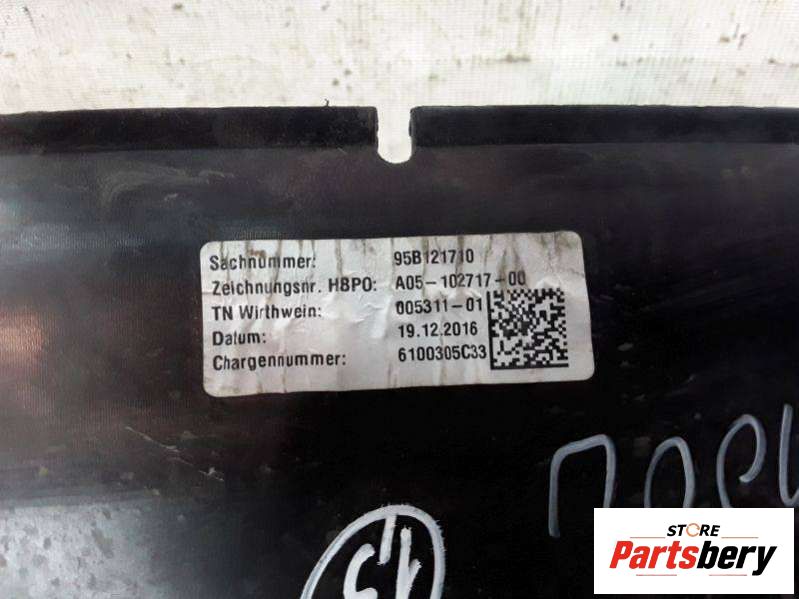 Sachnummer: 95B121710
Zeichnungsnr. HBPO: A05-102717-00
TN Wirthwein: 005311-01
Datum: 19.12.2016
Chargennummer: 6100305C33
STORE
Partsbery